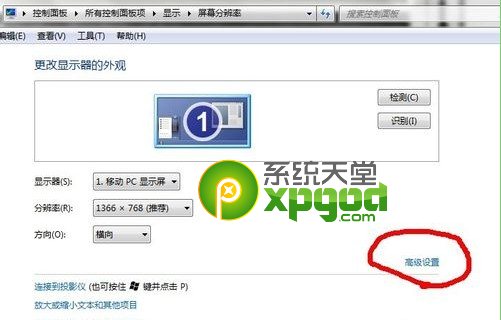 控制面板 ▸ 所有控制面板项 ▸ 显示 ▸ 屏幕分辨率
搜索控制面板
编辑(E) 查看(V) 工具(T) 帮助(H)
更改显示器的外观
1
检测(C)
识别(I)
显示器(S): 1. 移动 PC 显示屏
分辨率(R): 1366 × 768 (推荐)
方向(O): 横向
系统天堂
xpgod
.com
高级设置
连接到投影仪 (也可按住 键并点击 P)
放大或缩小文本和其他项目